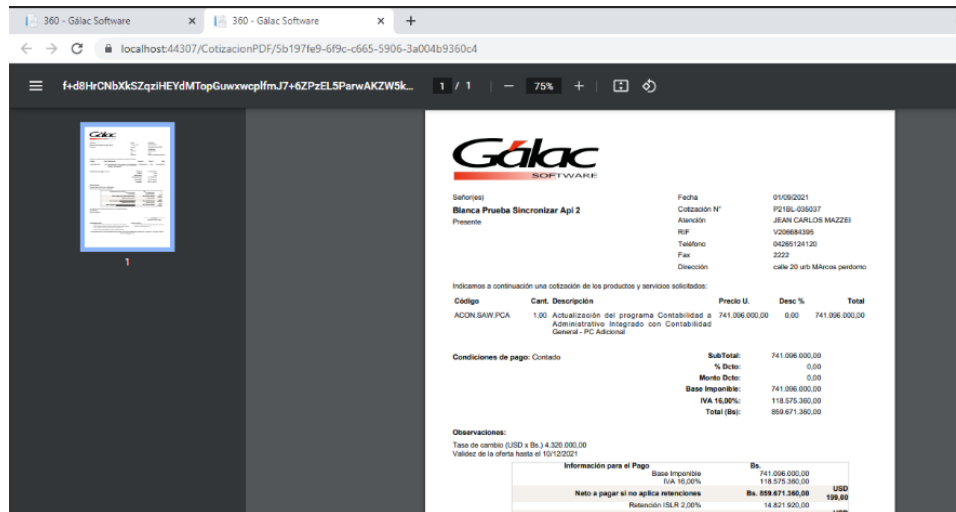 360 - Gálac Software
360 - Gálac Software
localhost:44307/CotizacionPDF/5b197fe9-6f9c-c665-5906-3a004b9360c4
f+d8HrCNbXkSZqziHEYdMTopGuwxwcplfmJ7+6ZPzEL5ParwAKZW5k...
1 / 1
75%
1
Gálac
SOFTWARE
Señor(es)
Blanca Prueba Sincronizar Api 2
Presente
Fecha 01/09/2021
Cotización N° P21BL-035037
Atención JEAN CARLOS MAZZEI
RIF V206684395
Teléfono 04265124120
Fax 2222
Dirección calle 20 urb MArcos perdomo
Indicamos a continuación una cotización de los productos y servicios solicitados:
Código Cant. Descripción Precio U. Desc % Total
ACON.SAW.PCA 1,00 Actualización del programa Contabilidad a 741.096.000,00 0,00 741.096.000,00
Administrativo Integrado con Contabilidad
General - PC Adicional
Condiciones de pago: Contado
SubTotal: 741.096.000,00
% Dcto: 0,00
Monto Dcto: 0,00
Base Imponible: 741.096.000,00
IVA 16,00%: 118.575.360,00
Total (Bs): 859.671.360,00
Observaciones:
Tasa de cambio (USD x Bs.) 4.320.000,00
Validez de la oferta hasta el 10/12/2021
Información para el Pago Bs.
Base Imponible 741.096.000,00
IVA 16,00% 118.575.360,00
Neto a pagar si no aplica retenciones Bs. 859.671.360,00 USD
199,00
Retención ISLR 2,00% 14.821.920,00